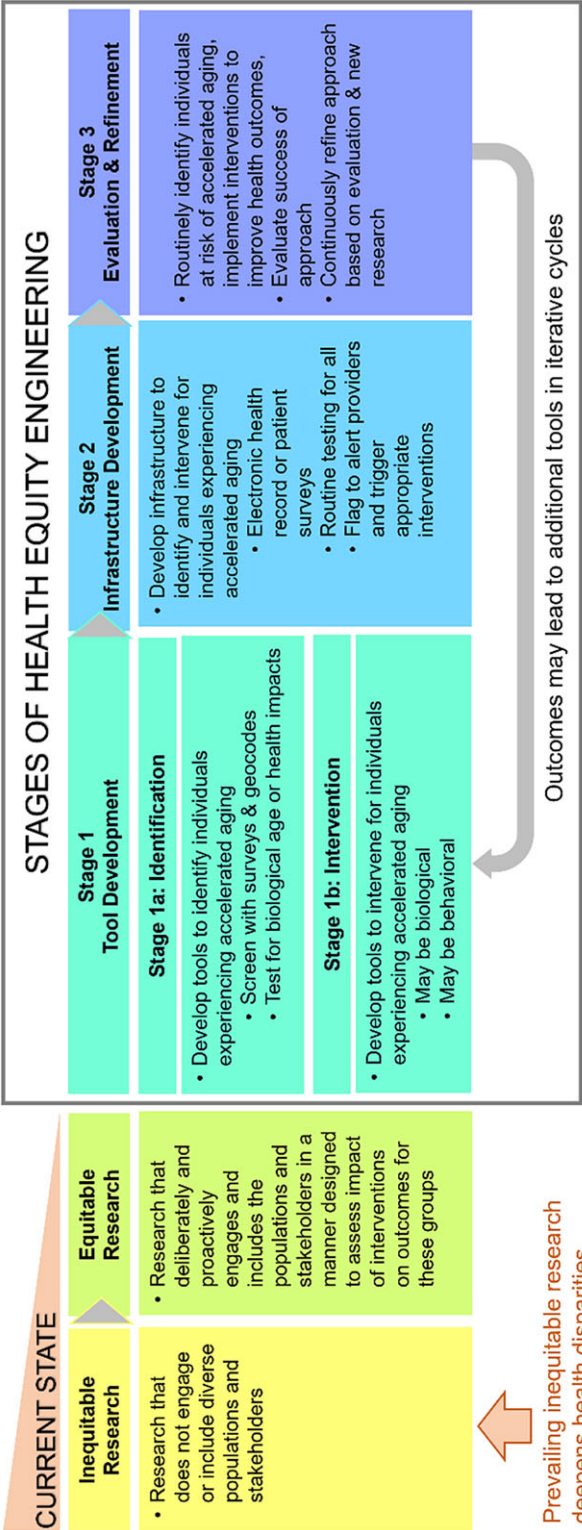 CURRENT STATE
Inequitable
Research
• Research that
does not engage
or include diverse
populations and
stakeholders
Prevailing inequitable research
deepens health disparities
Equitable
Research
• Research that
deliberately and
proactively
engages and
includes the
populations and
stakeholders in a
manner designed
to assess impact
of interventions
on outcomes for
these groups
STAGES OF HEALTH EQUITY ENGINEERING
Stage 1
Tool Development
Stage 1a: Identification
• Develop tools to identify individuals
experiencing accelerated aging
• Screen with surveys & geocodes
• Test for biological age or health impacts
Stage 1b: Intervention
• Develop tools to intervene for individuals
experiencing accelerated aging
• May be biological
• May be behavioral
Stage 2
Infrastructure Development
• Develop infrastructure to
identify and intervene for
individuals experiencing
accelerated aging
• Electronic health
record or patient
surveys
• Routine testing for all
• Flag to alert providers
and trigger
appropriate
interventions
Stage 3
Evaluation & Refinement
• Routinely identify individuals
at risk of accelerated aging,
implement interventions to
improve health outcomes,
• Evaluate success of
approach
• Continuously refine approach
based on evaluation & new
research
Outcomes may lead to additional tools in iterative cycles